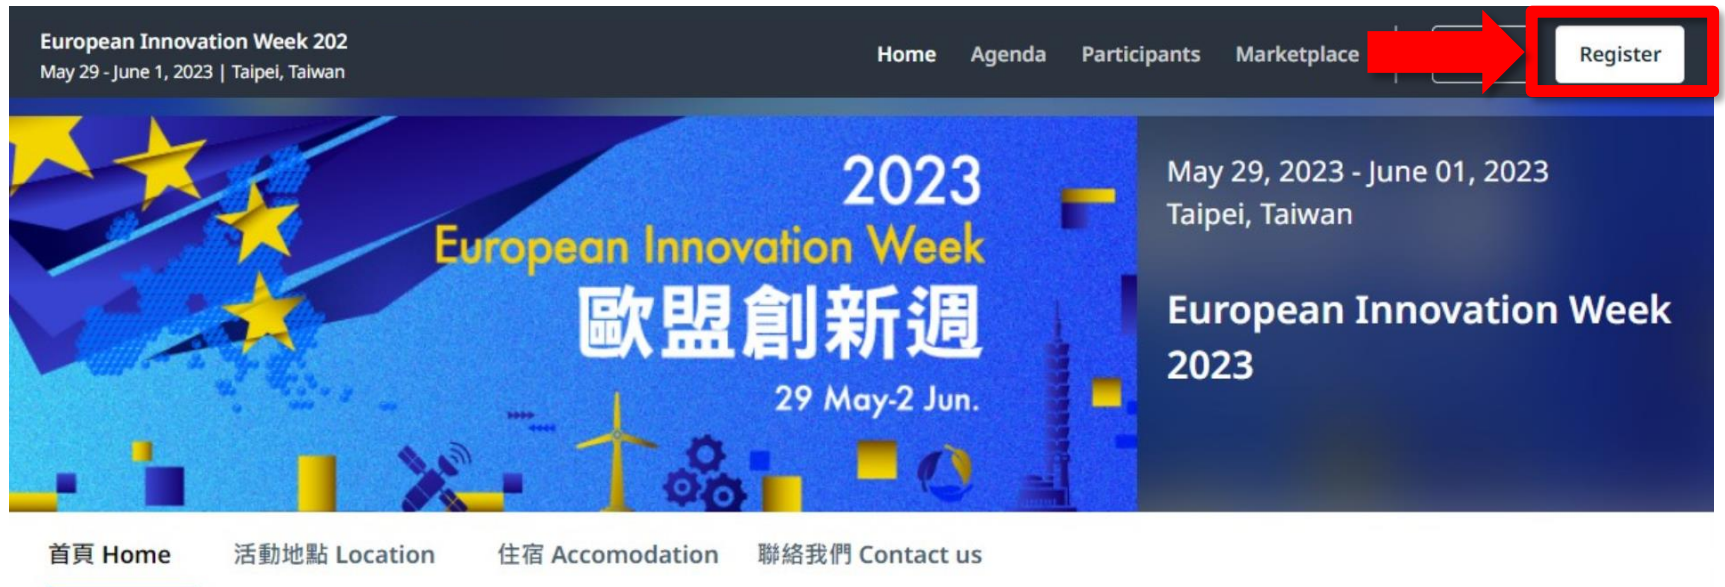 European Innovation Week 202
May 29 - June 1, 2023 | Taipei, Taiwan
Home Agenda Participants Marketplace Register
2023
European Innovation Week
歐盟創新週
29 May-2 Jun.
May 29, 2023 - June 01, 2023
Taipei, Taiwan
European Innovation Week
2023
首頁 Home 活動地點 Location 住宿 Accomodation 聯絡我們 Contact us